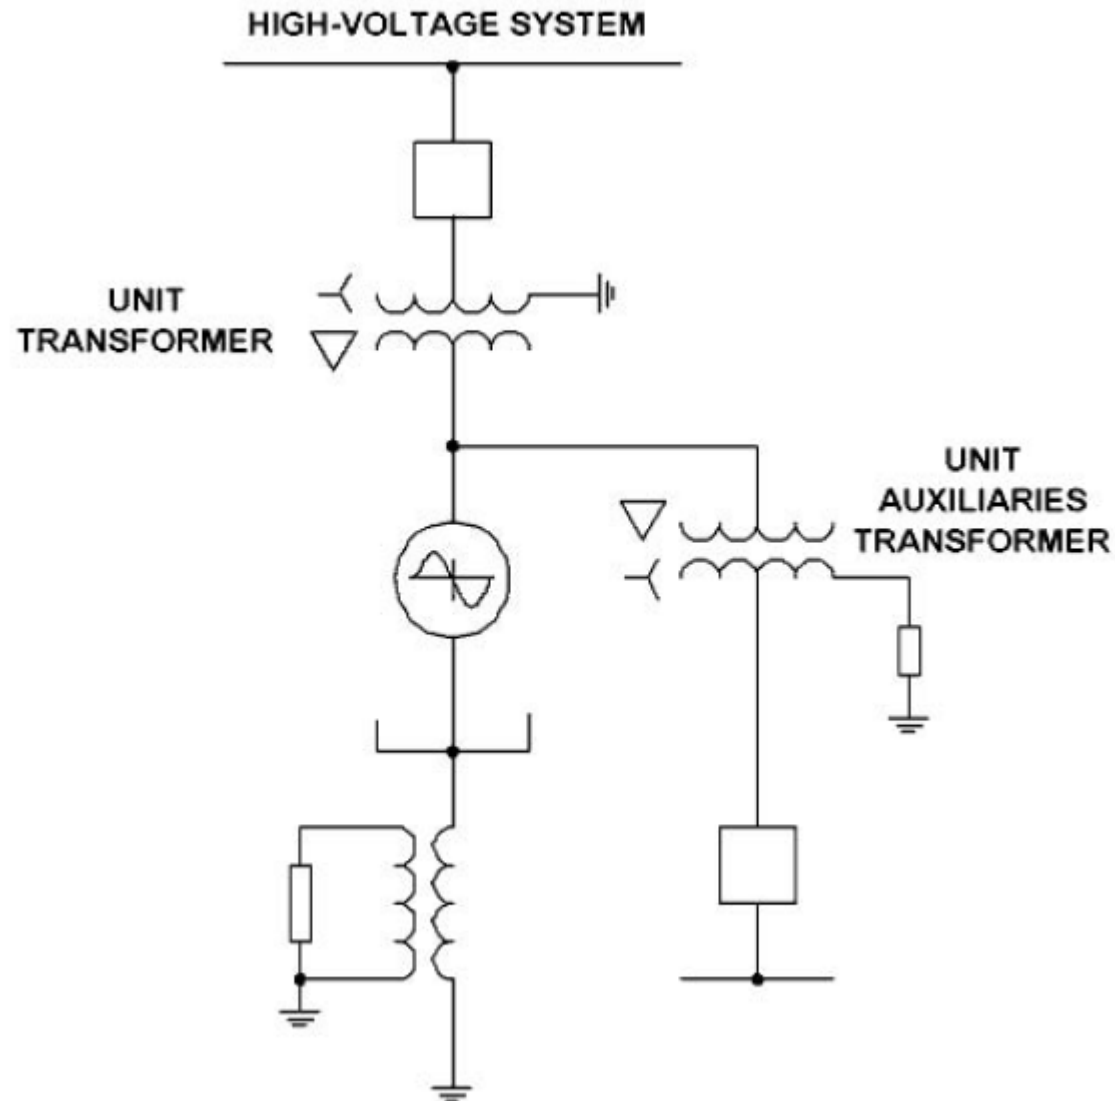 HIGH-VOLTAGE SYSTEM
UNIT
TRANSFORMER
UNIT
AUXILIARIES
TRANSFORMER